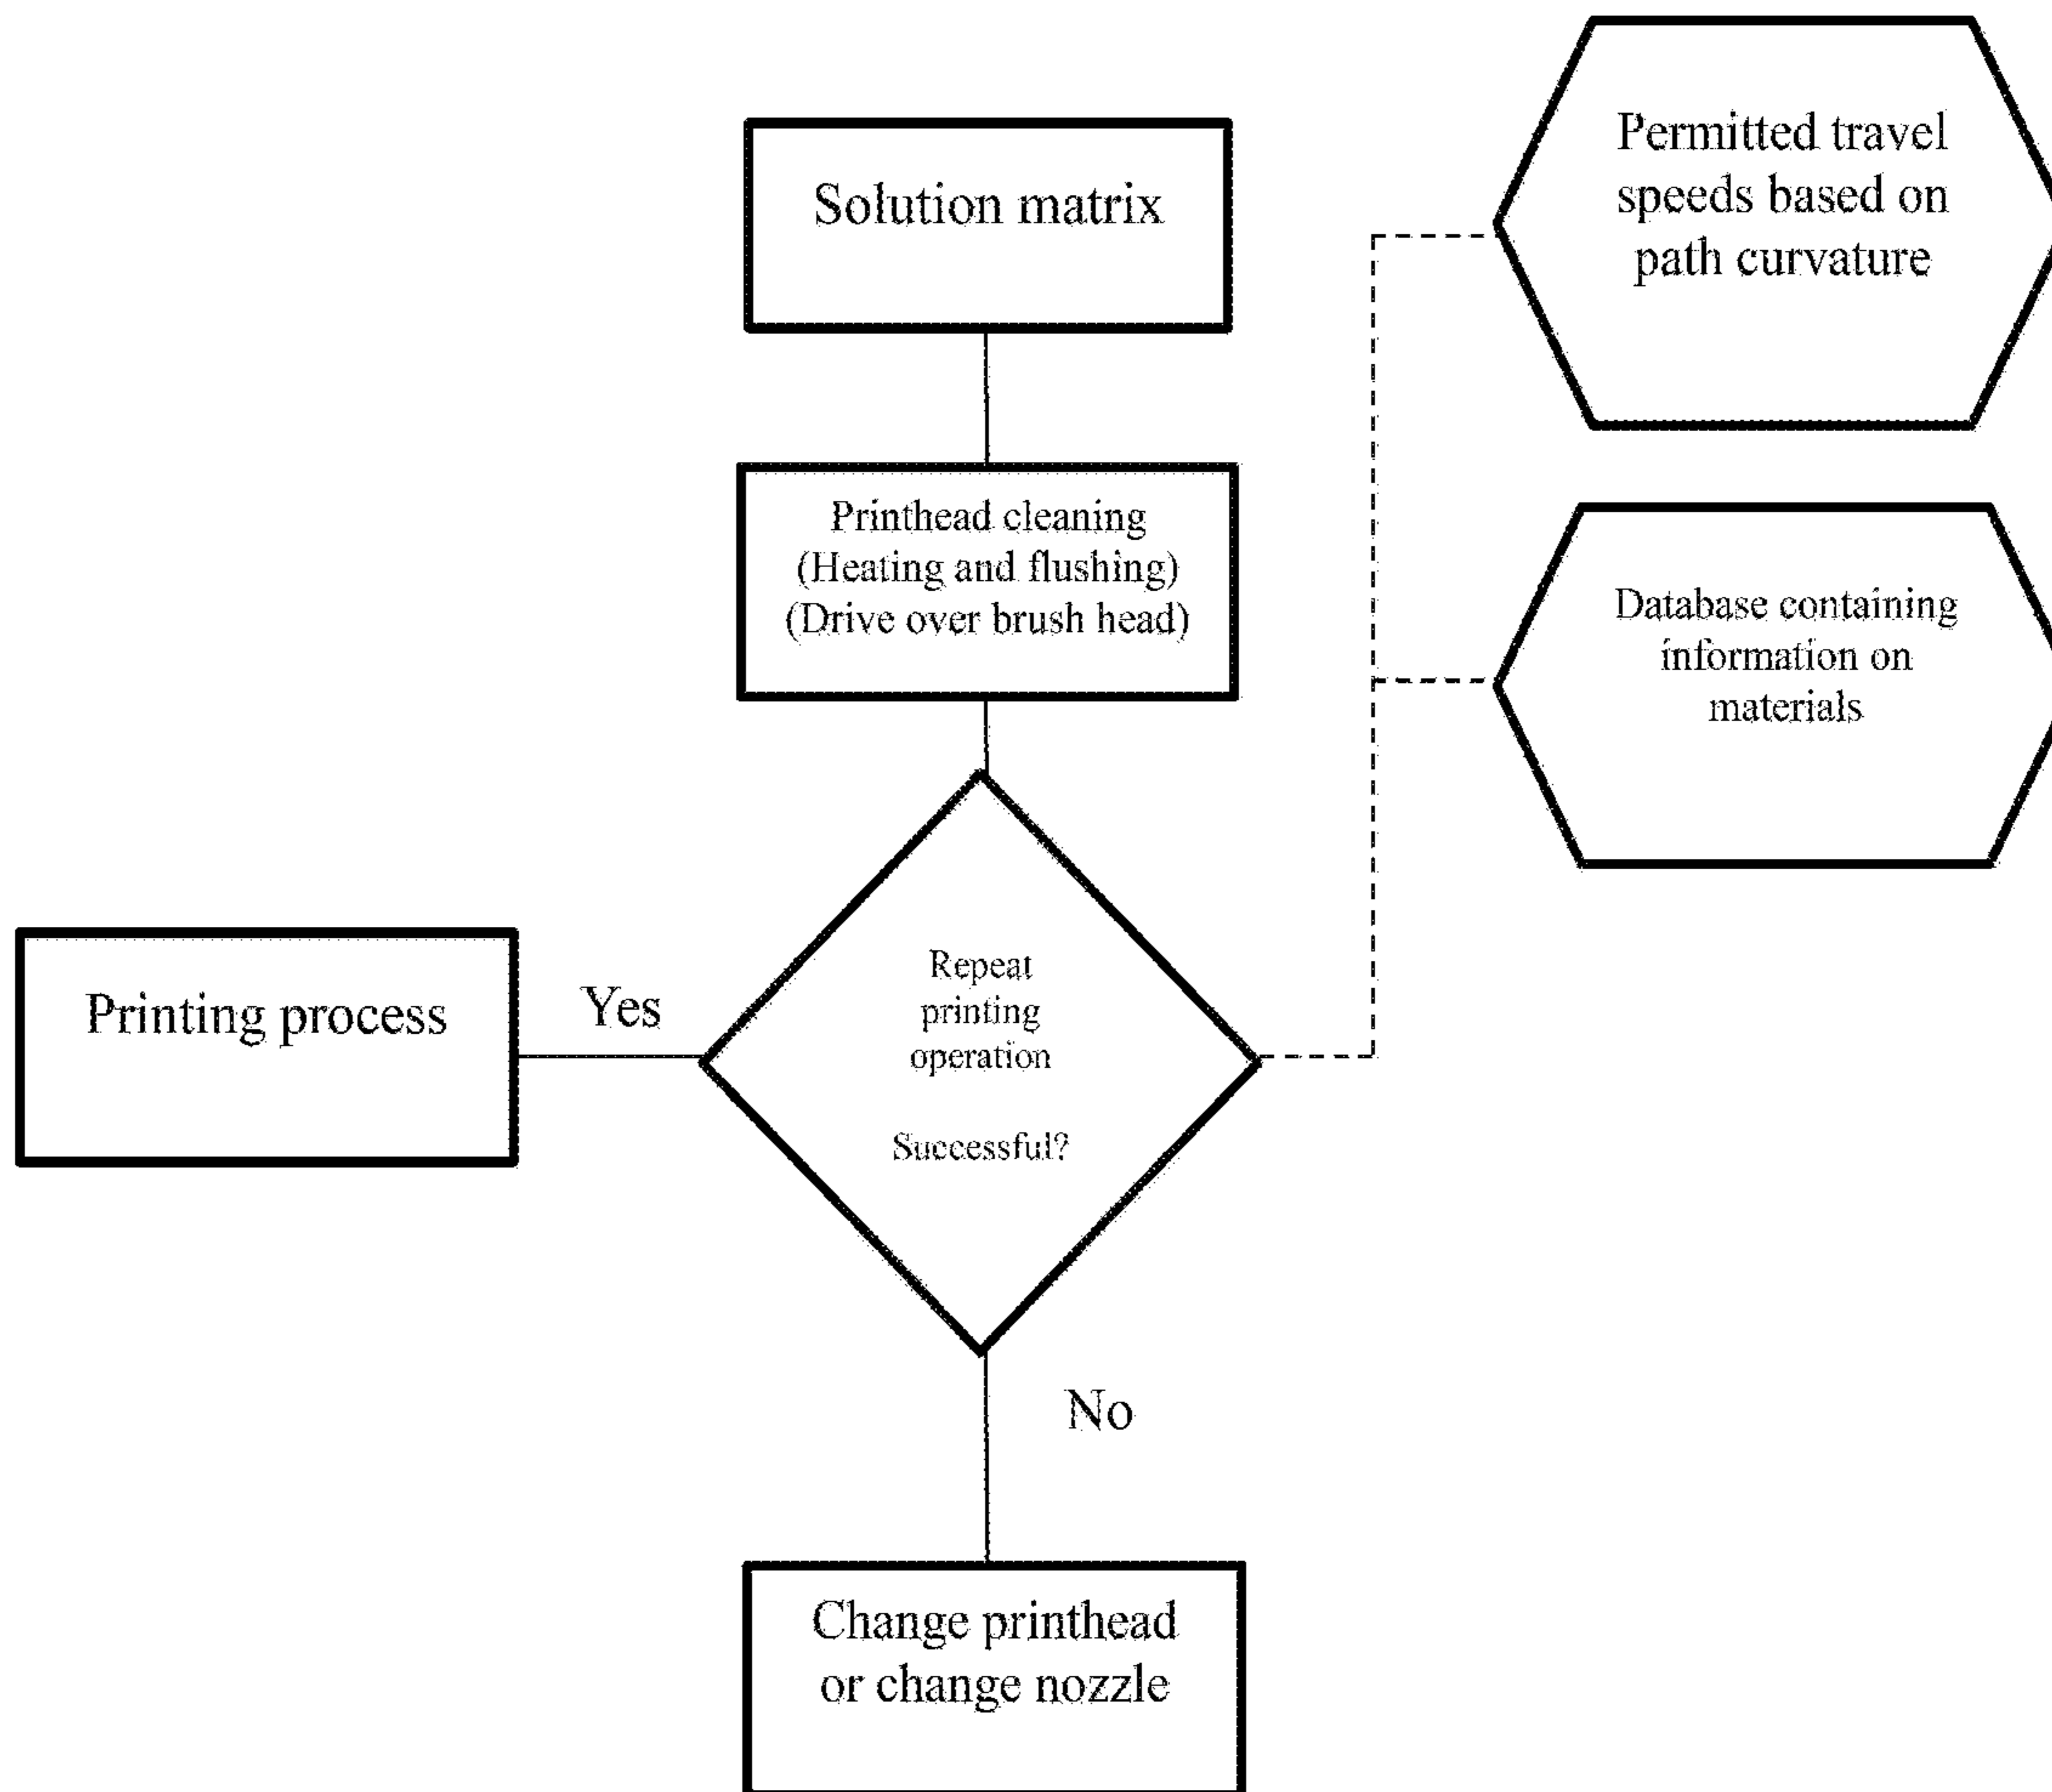 Permitted travel
speeds based on
path curvature
Solution matrix
Printhead cleaning
(Heating and flushing)
(Drive over brush head)
Database containing
information on
materials
Repeat
printing
operation
Successful?
Printing process
Yes
No
Change printhead
or change nozzle